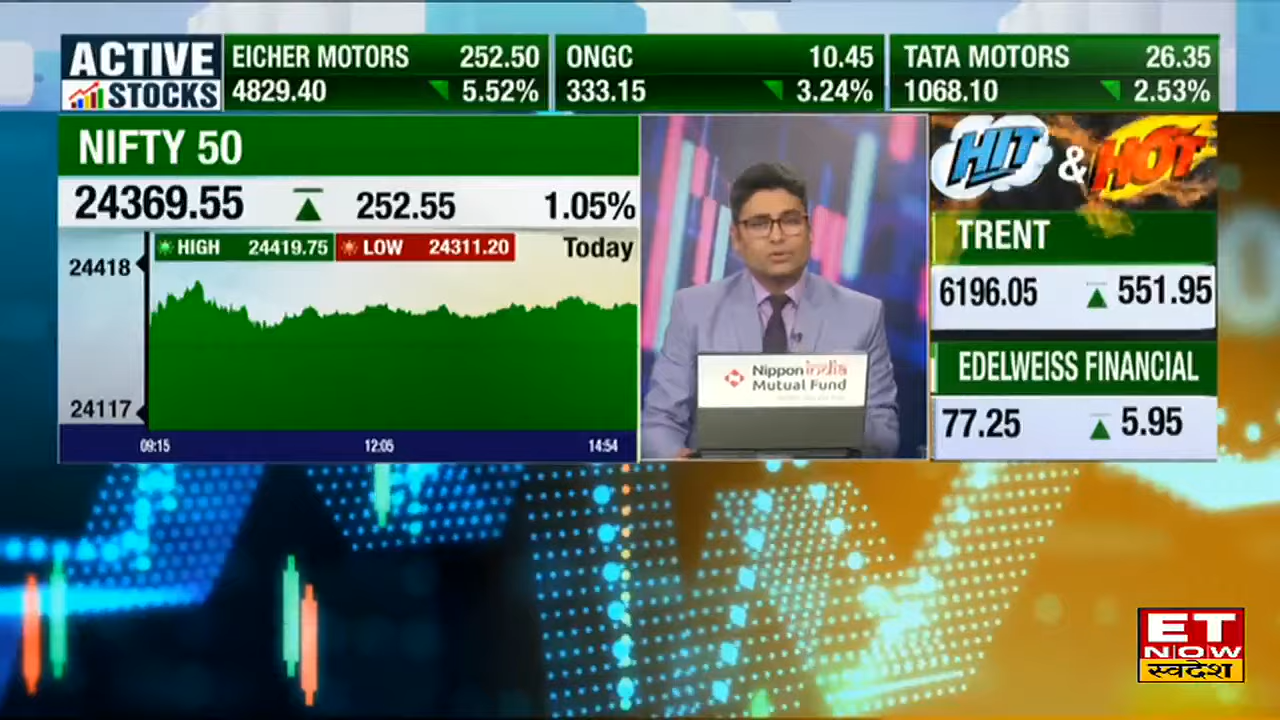 ACTIVE
STOCKS
EICHER MOTORS 252.50
4829.40 5.52%
ONGC 10.45
333.15 3.24%
TATA MOTORS 26.35
1068.10 2.53%
NIFTY 50
24369.55 252.55 1.05%
HIGH 24419.75 LOW 24311.20 Today
24418
24117
09:15 12:05 14:54
Nippon india
Mutual Fund
HIT & HOT
TRENT
6196.05 551.95
EDELWEISS FINANCIAL
77.25 5.95
ET
NOW
स्वदेश